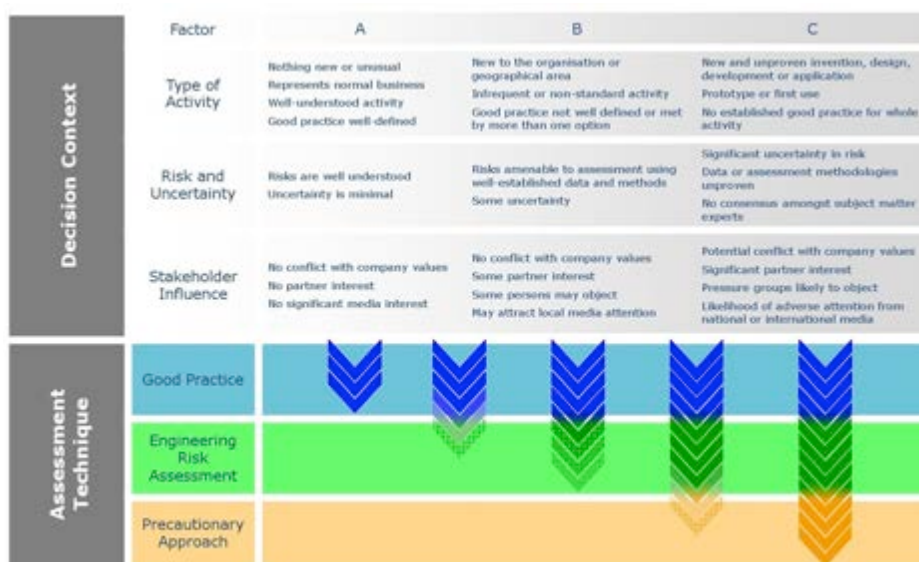 Factor
A
B
C
Decision Context
Type of
Activity
Nothing new or unusual
Represents normal business
Well-understood activity
Good practice well-defined
New to the organisation or
geographical area
Infrequent or non-standard activity
Good practice not well defined or met
by more than one option
New and unproven invention, design,
development or application
Prototype or first use
No established good practice for whole
activity
Risk and
Uncertainty
Risks are well understood
Uncertainty is minimal
Risks amenable to assessment using
well-established data and methods
Some uncertainty
Significant uncertainty in risk
Data or assessment methodologies
unproven
No consensus amongst subject matter
experts
Stakeholder
Influence
No conflict with company values
No partner interest
No significant media interest
No conflict with company values
Some partner interest
Some persons may object
May attract local media attention
Potential conflict with company values
Significant partner interest
Pressure groups likely to object
Likelihood of adverse attention from
national or international media
Assessment
Technique
Good Practice
Engineering
Risk
Assessment
Precautionary
Approach